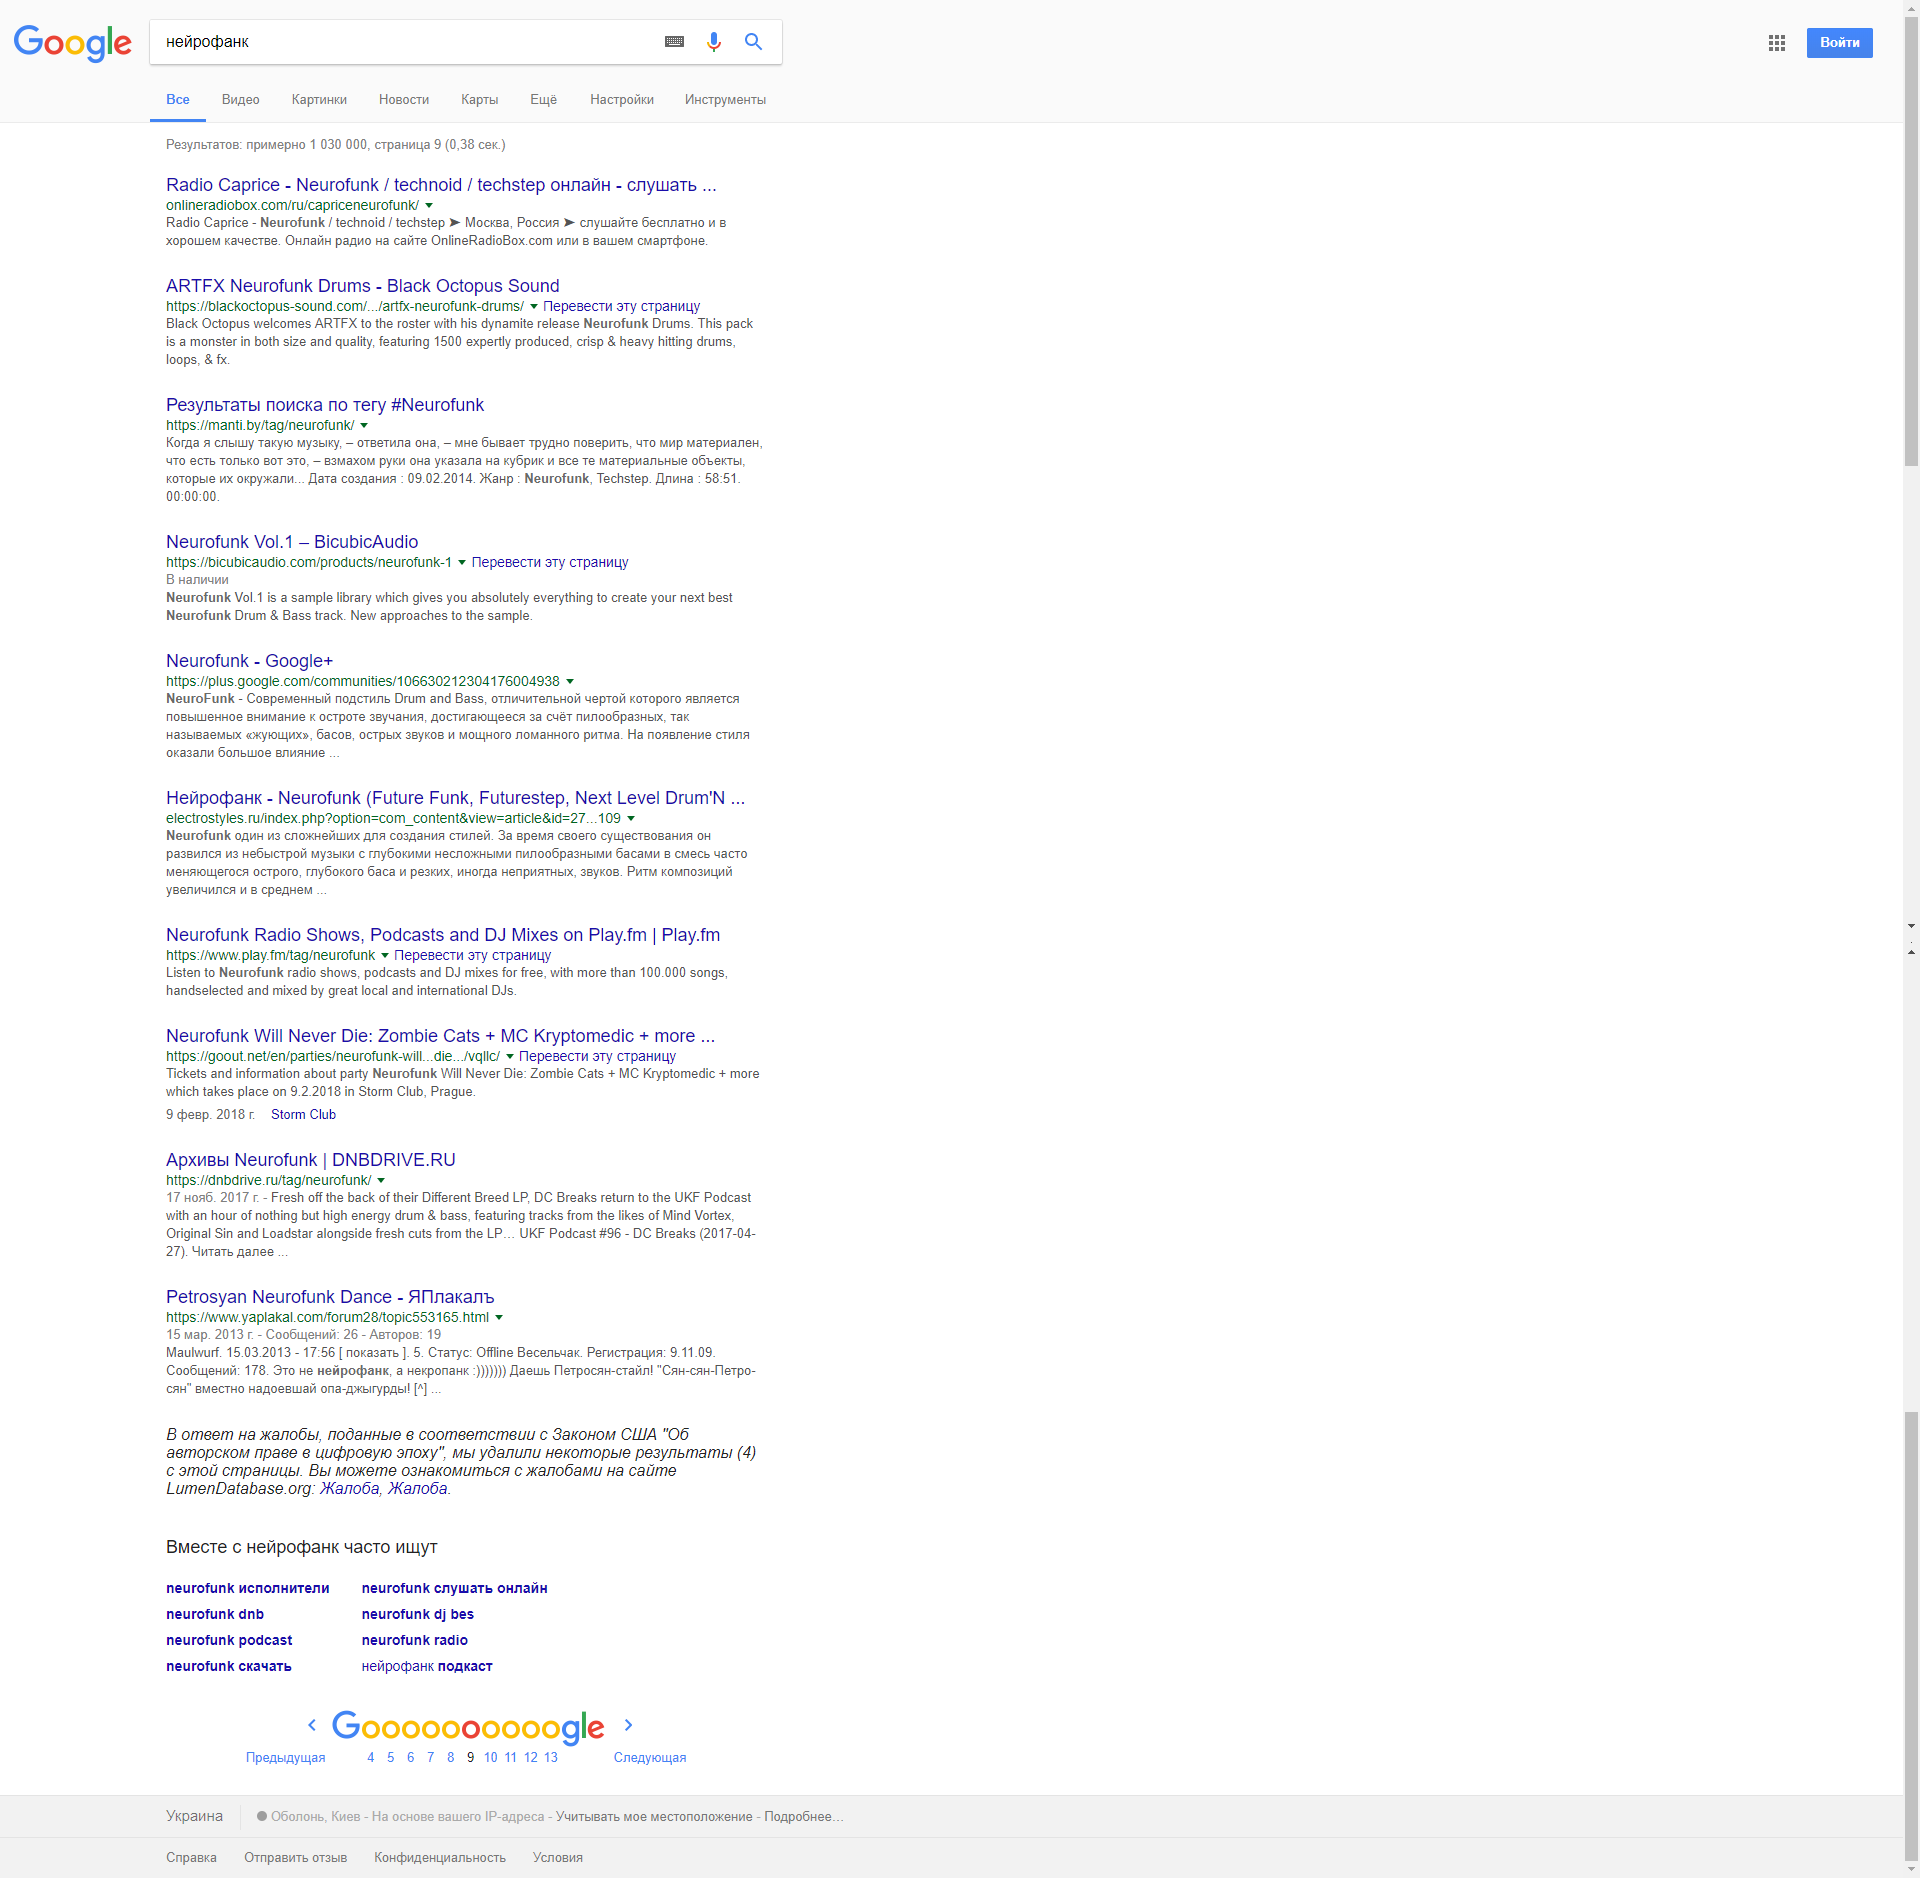 Google
нейрофанк
Войти
Все Видео Картинки Новости Карты Ещё Настройки Инструменты
Результатов: примерно 1 030 000, страница 9 (0,38 сек.)
Radio Caprice - Neurofunk / technoid / techstep онлайн - слушать ...
onlineradiobox.com/ru/capriceneurofunk/
Radio Caprice - Neurofunk / technoid / techstep ➤ Москва, Россия ➤ слушайте бесплатно и в
хорошем качестве. Онлайн радио на сайте OnlineRadioBox.com или в вашем смартфоне.
ARTFX Neurofunk Drums - Black Octopus Sound
https://blackoctopus-sound.com/.../artfx-neurofunk-drums/ Перевести эту страницу
Black Octopus welcomes ARTFX to the roster with his dynamite release Neurofunk Drums. This pack
is a monster in both size and quality, featuring 1500 expertly produced, crisp & heavy hitting drums,
loops, & fx.
Результаты поиска по тегу #Neurofunk
https://manti.by/tag/neurofunk/
Когда я слышу такую музыку, – ответила она, – мне бывает трудно поверить, что мир материален,
что есть только вот это, – взмахом руки она указала на кубрик и все те материальные объекты,
которые их окружали... Дата создания : 09.02.2014. Жанр : Neurofunk, Techstep. Длина : 58:51.
00:00:00.
Neurofunk Vol.1 – BicubicAudio
https://bicubicaudio.com/products/neurofunk-1 Перевести эту страницу
В наличии
Neurofunk Vol.1 is a sample library which gives you absolutely everything to create your next best
Neurofunk Drum & Bass track. New approaches to the sample.
Neurofunk - Google+
https://plus.google.com/communities/106630212304176004938
NeuroFunk - Современный подстиль Drum and Bass, отличительной чертой которого является
повышенное внимание к остроте звучания, достигающееся за счёт пилообразных, так
называемых «жующих», басов, острых звуков и мощного ломанного ритма. На появление стиля
оказали большое влияние ...
Нейрофанк - Neurofunk (Future Funk, Futurestep, Next Level Drum'N ...
electrostyles.ru/index.php?option=com_content&view=article&id=27...109
Neurofunk один из сложнейших для создания стилей. За время своего существования он
развился из небыстрой музыки с глубокими несложными пилообразными басами в смесь часто
меняющегося острого, глубокого баса и резких, иногда неприятных, звуков. Ритм композиций
увеличился и в среднем ...
Neurofunk Radio Shows, Podcasts and DJ Mixes on Play.fm | Play.fm
https://www.play.fm/tag/neurofunk Перевести эту страницу
Listen to Neurofunk radio shows, podcasts and DJ mixes for free, with more than 100.000 songs,
handselected and mixed by great local and international DJs.
Neurofunk Will Never Die: Zombie Cats + MC Kryptomedic + more ...
https://goout.net/en/parties/neurofunk-will...die.../vqllc/ Перевести эту страницу
Tickets and information about party Neurofunk Will Never Die: Zombie Cats + MC Kryptomedic + more
which takes place on 9.2.2018 in Storm Club, Prague.
9 февр. 2018 г. Storm Club
Архивы Neurofunk | DNBDRIVE.RU
https://dnbdrive.ru/tag/neurofunk/
17 нояб. 2017 г. - Fresh off the back of their Different Breed LP, DC Breaks return to the UKF Podcast
with an hour of nothing but high energy drum & bass, featuring tracks from the likes of Mind Vortex,
Original Sin and Loadstar alongside fresh cuts from the LP… UKF Podcast #96 - DC Breaks (2017-04-
27). Читать далее ...
Petrosyan Neurofunk Dance - ЯПлакалъ
https://www.yaplakal.com/forum28/topic553165.html
15 мар. 2013 г. - Сообщений: 26 - Авторов: 19
Maulwurf. 15.03.2013 - 17:56 [ показать ]. 5. Статус: Offline Весельчак. Регистрация: 9.11.09.
Сообщений: 178. Это не нейрофанк, а некропанк :))))))) Даешь Петросян-стайл! "Сян-сян-Петро-
сян" вместно надоевшай опа-джыгурды! [^] ...
В ответ на жалобы, поданные в соответствии с Законом США "Об
авторском праве в цифровую эпоху", мы удалили некоторые результаты (4)
с этой страницы. Вы можете ознакомиться с жалобами на сайте
LumenDatabase.org: Жалоба, Жалоба.
Вместе с нейрофанк часто ищут
neurofunk исполнители neurofunk слушать онлайн
neurofunk dnb neurofunk dj bes
neurofunk podcast neurofunk radio
neurofunk скачать нейрофанк подкаст
Goooooooooogle
Предыдущая 4 5 6 7 8 9 10 11 12 13 Следующая
Украина Оболонь, Киев - На основе вашего IP-адреса - Учитывать мое местоположение - Подробнее…
Справка Отправить отзыв Конфиденциальность Условия